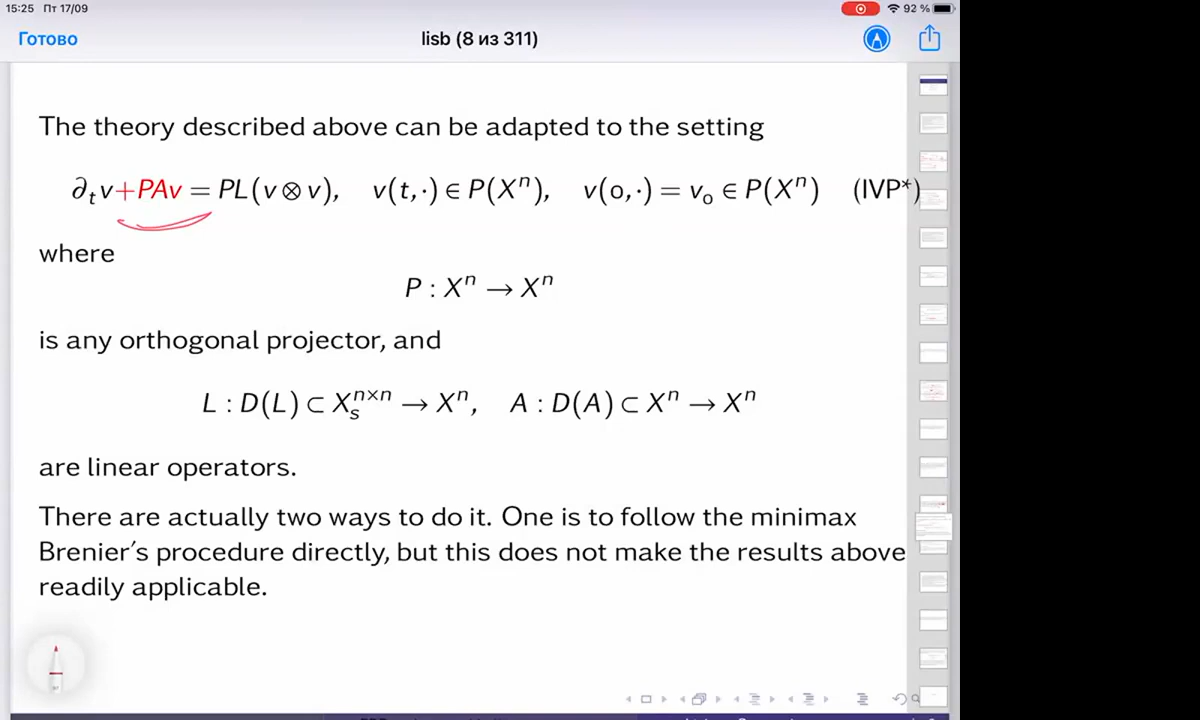 15:25 Пт 17/09
92 %
Готово
lisb (8 из 311)
The theory described above can be adapted to the setting
∂ₜv+PAv = PL(v ⊗ v), v(t,·) ∈ P(Xⁿ), v(0,·) = v₀ ∈ P(Xⁿ) (IVP*)
where
P : Xⁿ → Xⁿ
is any orthogonal projector, and
L : D(L) ⊂ Xₛⁿˣⁿ → Xⁿ, A : D(A) ⊂ Xⁿ → Xⁿ
are linear operators.
There are actually two ways to do it. One is to follow the minimax
Brenier's procedure directly, but this does not make the results above
readily applicable.